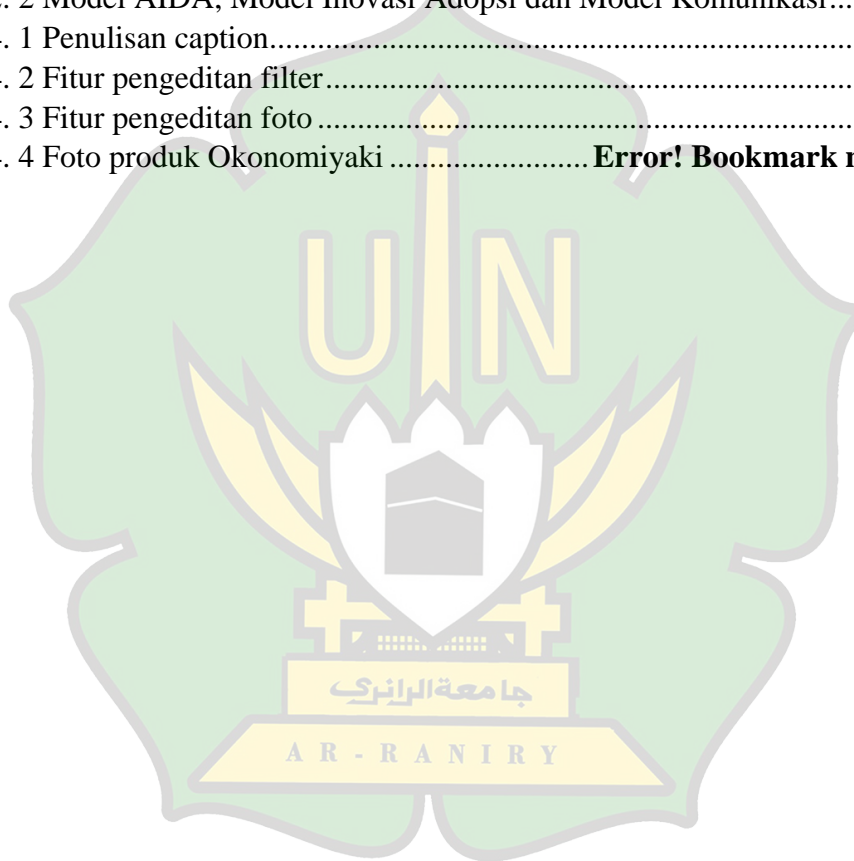 . 2 Model AIDA, Model Inovasi Adopsi dan Model Komunikasi...
. 1 Penulisan caption......................................................................
. 2 Fitur pengeditan filter...............................................................
. 3 Fitur pengeditan foto ................................................................
. 4 Foto produk Okonomiyaki ......................... Error! Bookmark
UIN
جامعة الرانري
AR-RANIRY